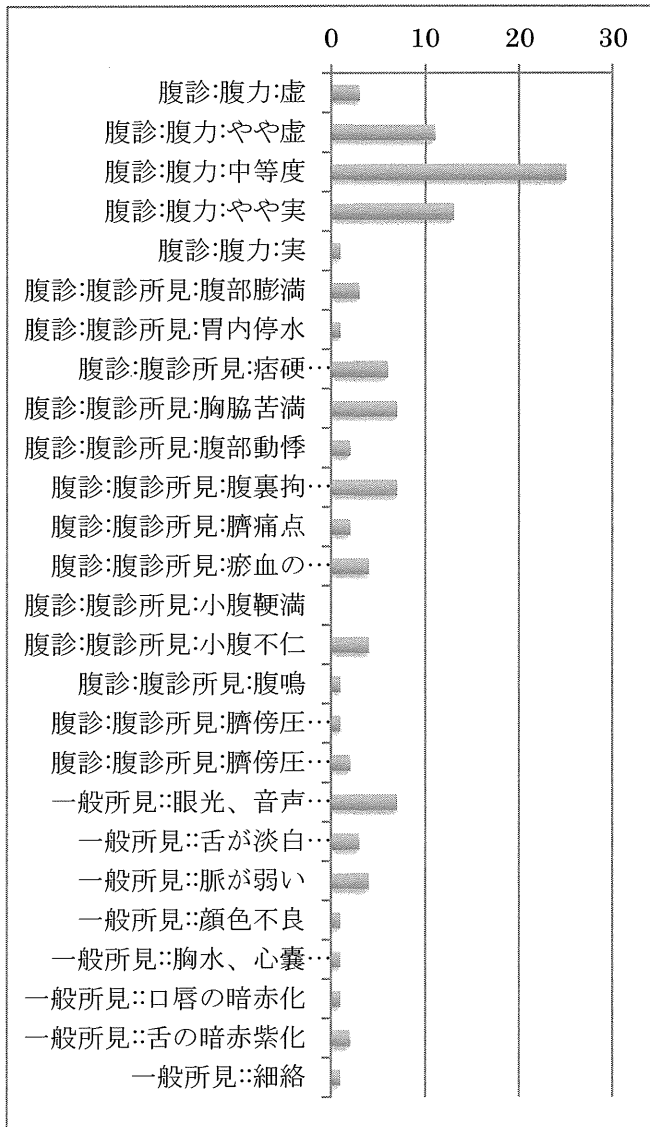 0 10 20 30
腹診:腹力:虚
腹診:腹力:やや虚
腹診:腹力:中等度
腹診:腹力:やや実
腹診:腹力:実
腹診:腹診所見:腹部膨満
腹診:腹診所見:胃内停水
腹診:腹診所見:痞硬…
腹診:腹診所見:胸脇苦満
腹診:腹診所見:腹部動悸
腹診:腹診所見:腹裏拘…
腹診:腹診所見:臍痛点
腹診:腹診所見:瘀血の…
腹診:腹診所見:小腹鞕満
腹診:腹診所見:小腹不仁
腹診:腹診所見:腹鳴
腹診:腹診所見:臍傍圧…
腹診:腹診所見:臍傍圧…
一般所見::眼光、音声…
一般所見::舌が淡白…
一般所見::脈が弱い
一般所見::顔色不良
一般所見::胸水、心嚢…
一般所見::口唇の暗赤化
一般所見::舌の暗赤紫化
一般所見::細絡